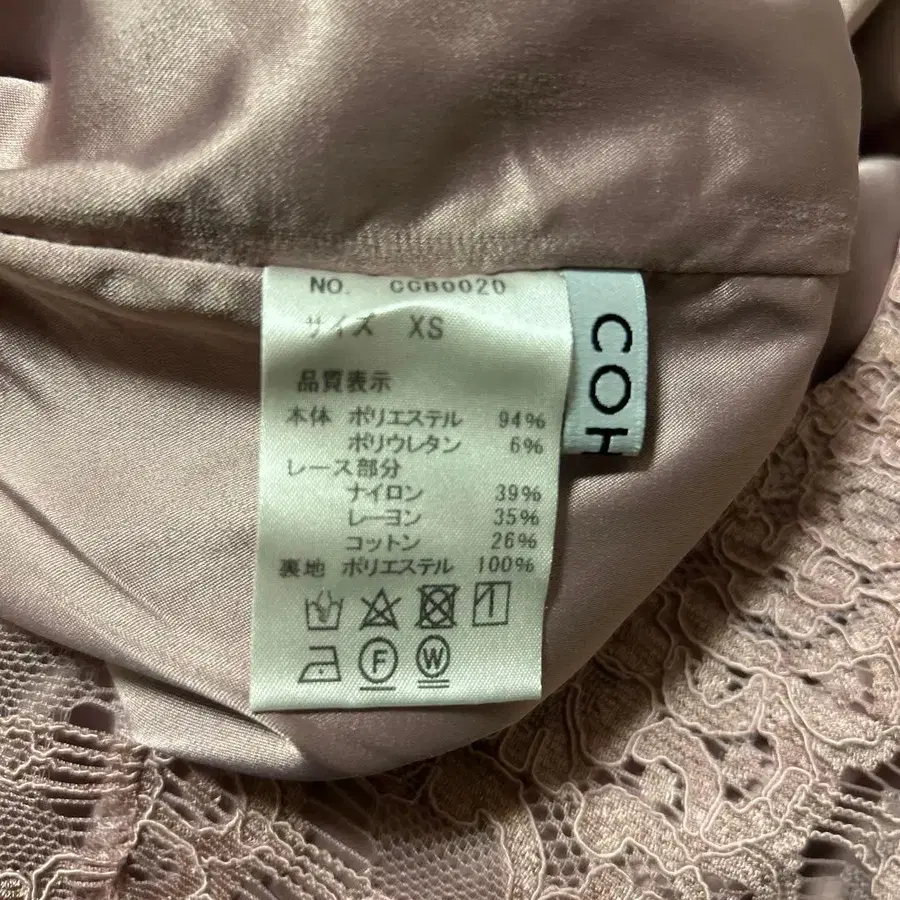 NO. CGB0020
サイズ XS
品質表示
本体 ポリエステル 94%
ポリウレタン 6%
レース部分
ナイロン 39%
レーヨン 35%
コットン 26%
裏地 ポリエステル 100%
F W
COH